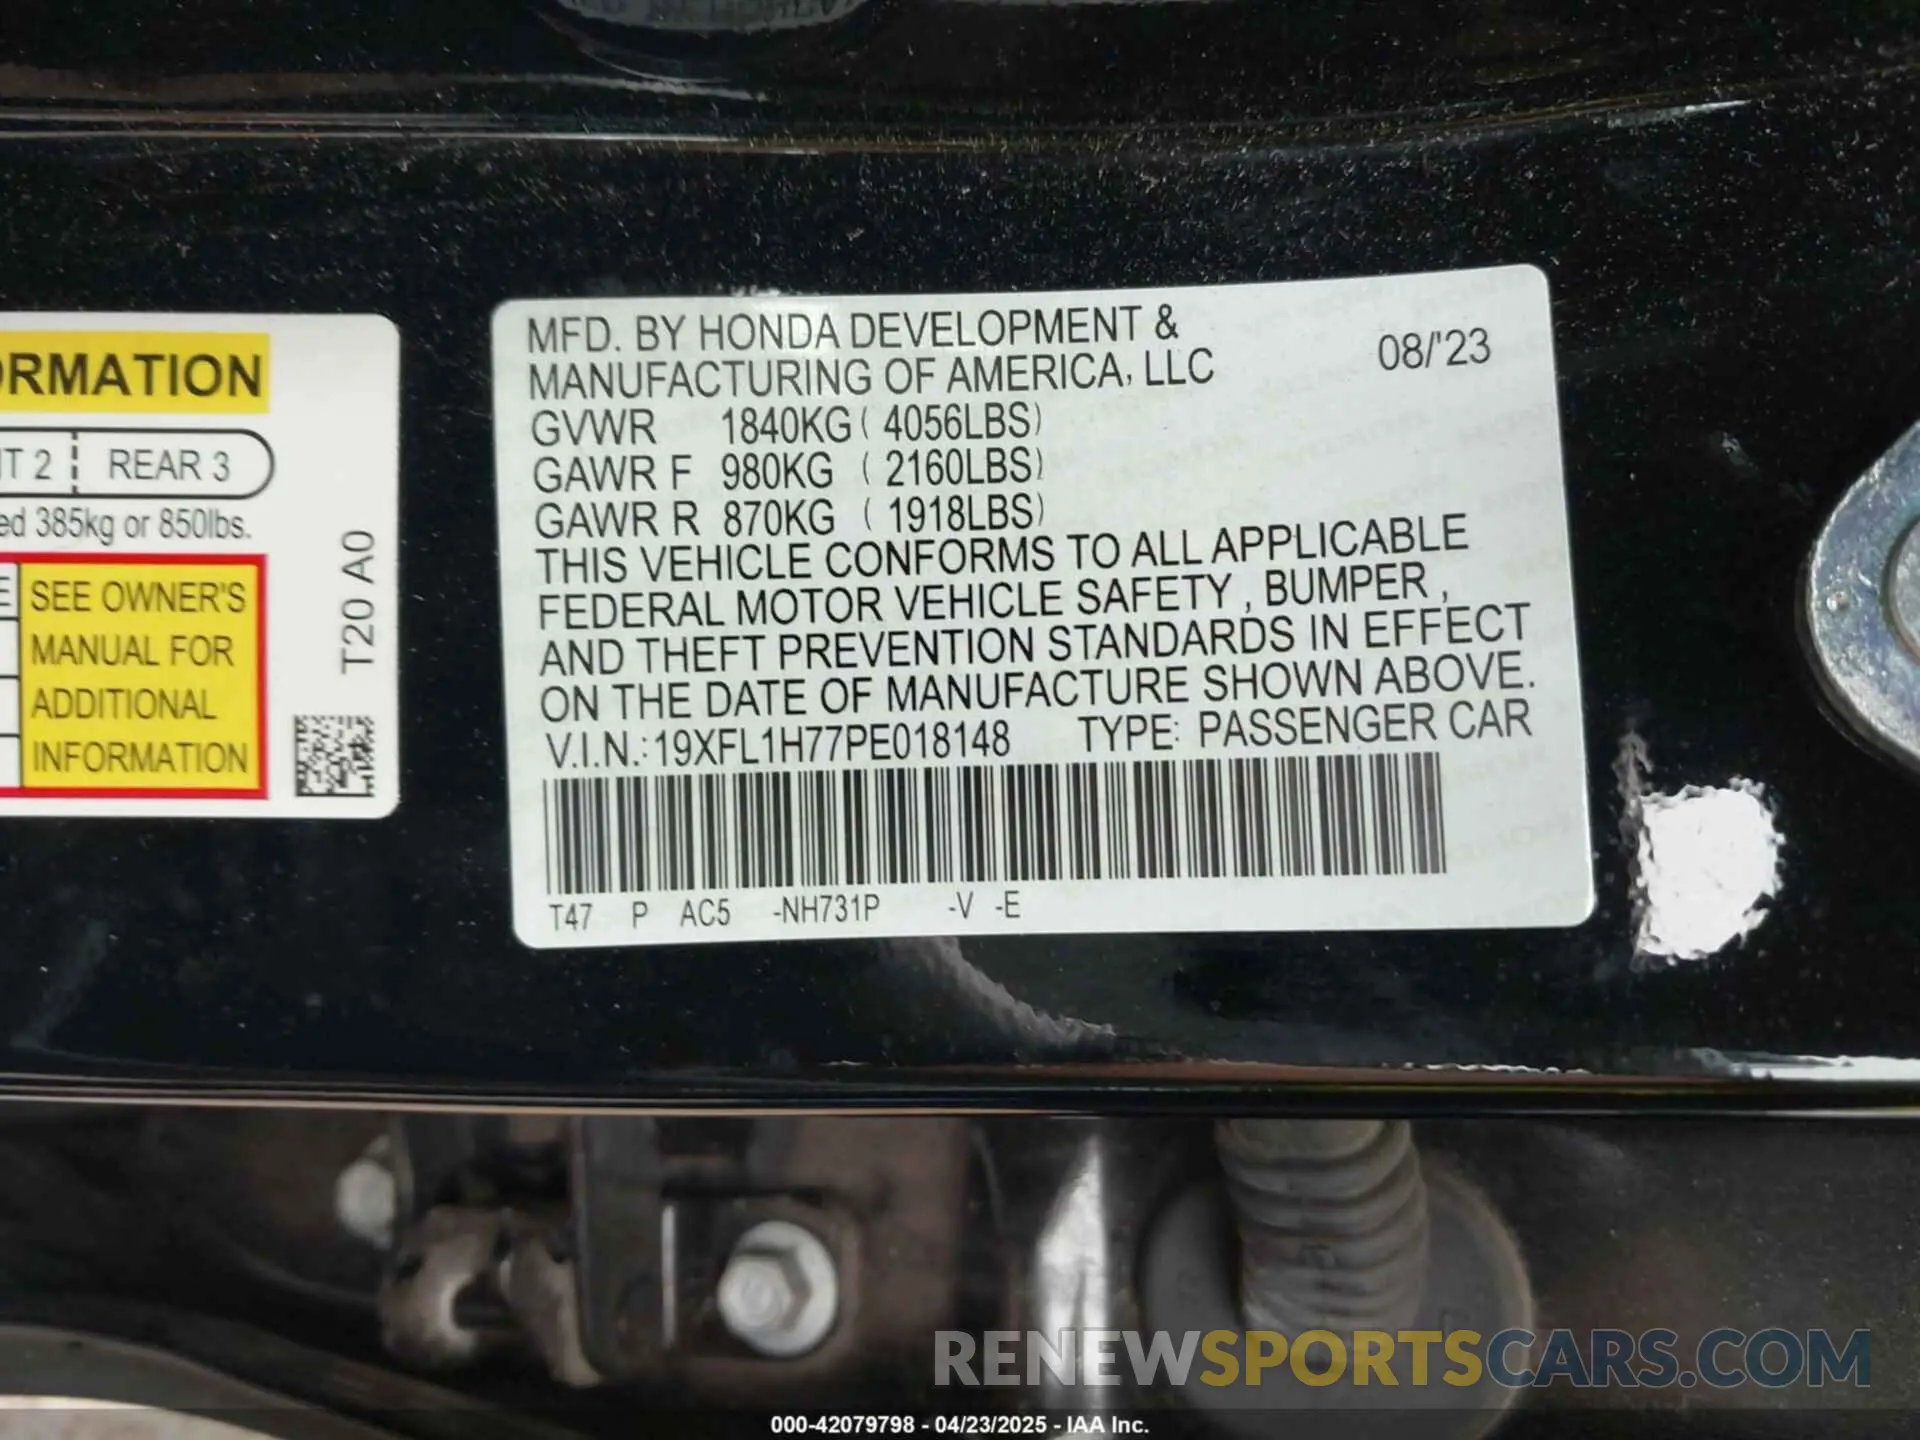 ORMATION
T 2 REAR 3
ed 385kg or 850lbs.
E SEE OWNER'S
MANUAL FOR
ADDITIONAL
INFORMATION
T20 A0
MFD. BY HONDA DEVELOPMENT &
MANUFACTURING OF AMERICA, LLC 08/'23
GVWR 1840KG ( 4056LBS)
GAWR F 980KG ( 2160LBS)
GAWR R 870KG ( 1918LBS)
THIS VEHICLE CONFORMS TO ALL APPLICABLE
FEDERAL MOTOR VEHICLE SAFETY , BUMPER ,
AND THEFT PREVENTION STANDARDS IN EFFECT
ON THE DATE OF MANUFACTURE SHOWN ABOVE.
V.I.N.: 19XFL1H77PE018148 TYPE: PASSENGER CAR
T47 P AC5 -NH731P -V -E
RENEWSPORTSCARS.COM
000-42079798 - 04/23/2025 - IAA Inc.